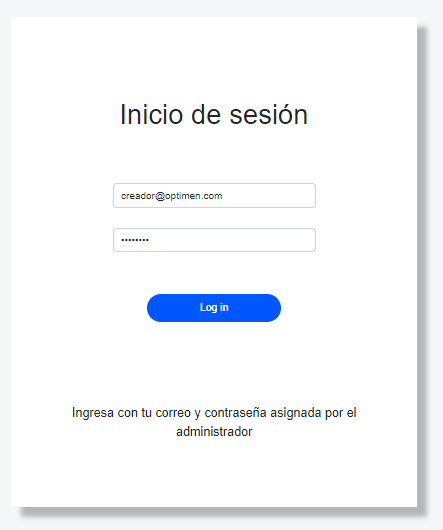 Inicio de sesión
creador@optimen.com
••••••••
Log in
Ingresa con tu correo y contraseña asignada por el
administrador